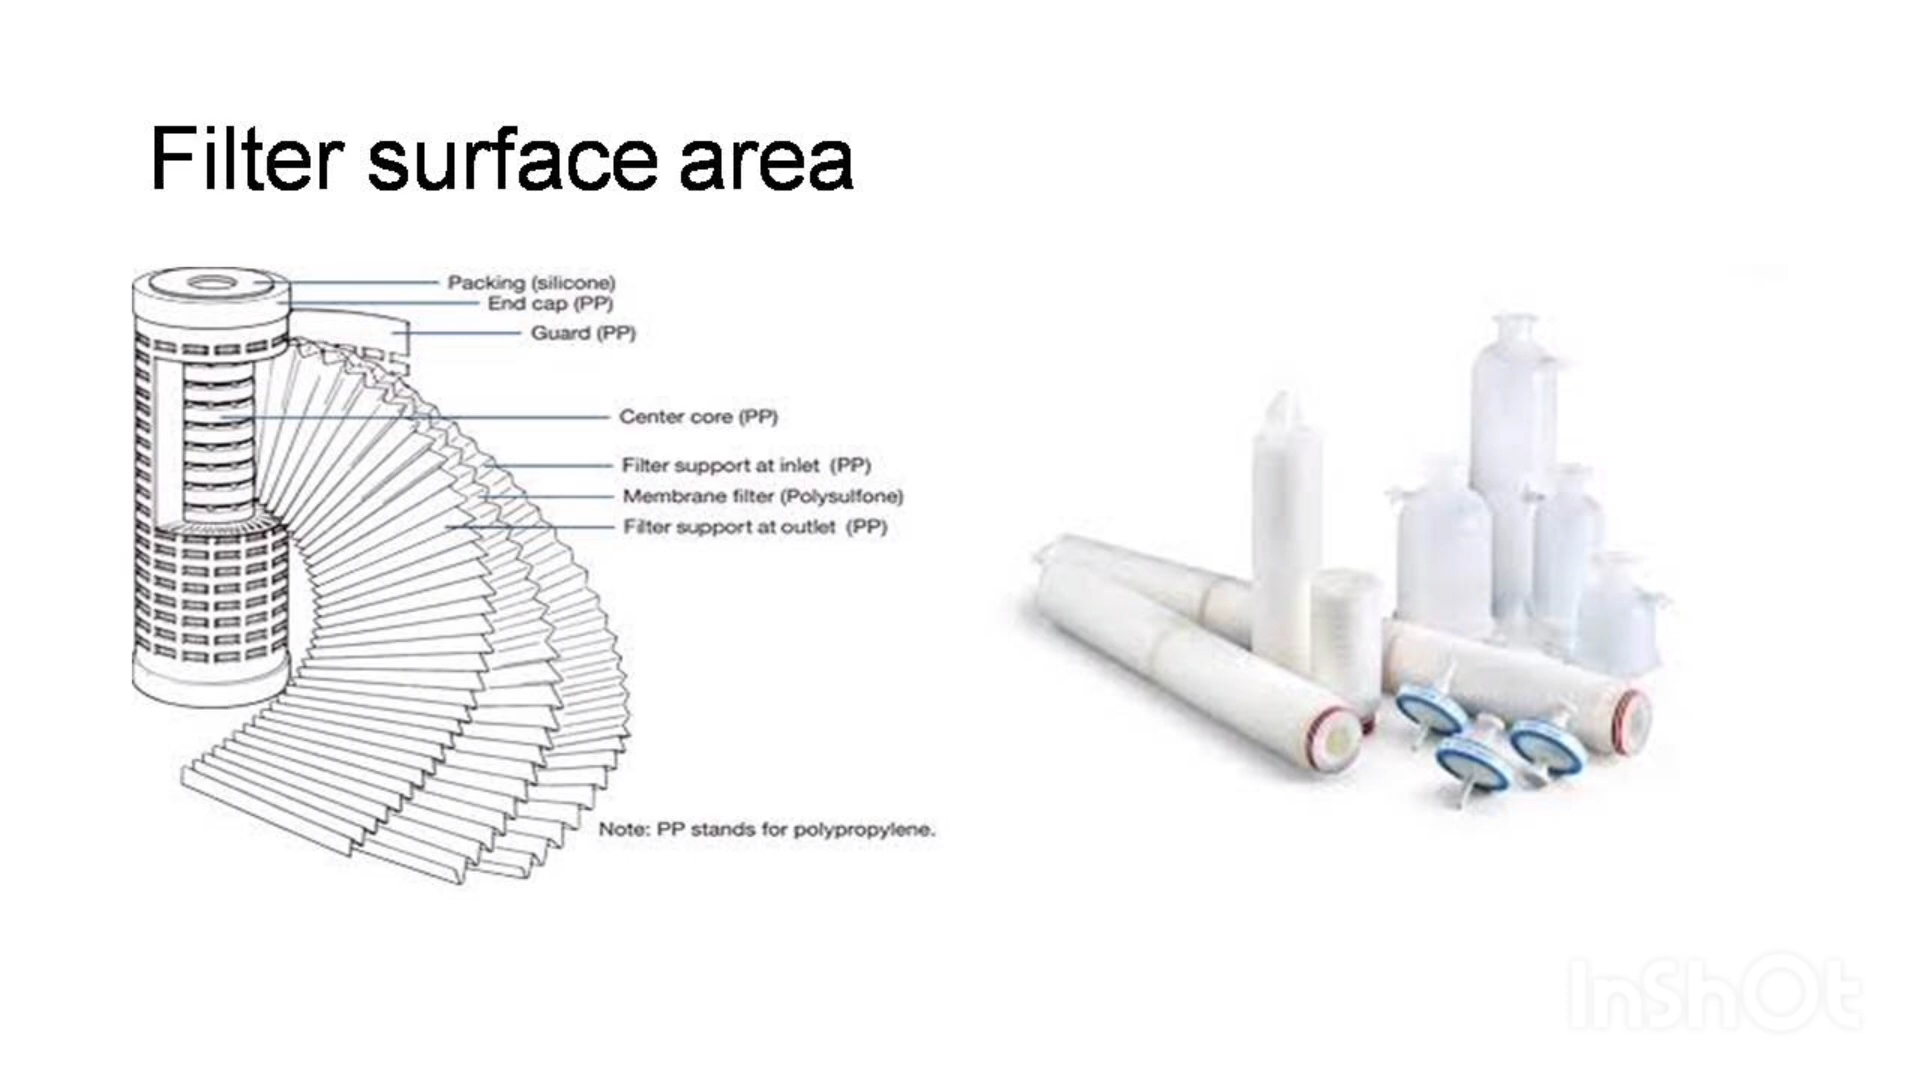 Filter surface area
Packing (silicone)
End cap (PP)
Guard (PP)
Center core (PP)
Filter support at inlet (PP)
Membrane filter (Polysulfone)
Filter support at outlet (PP)
Note: PP stands for polypropylene.
InShOt